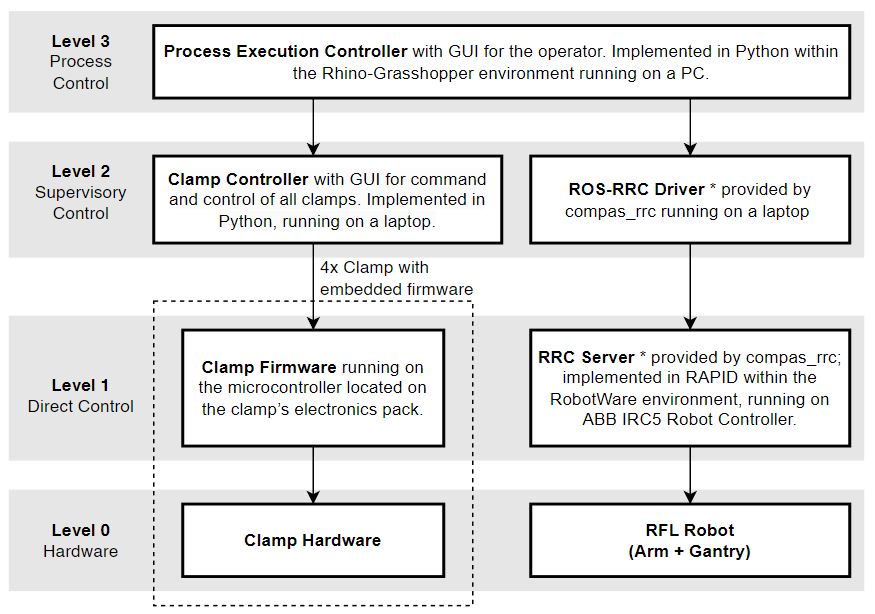 Level 3
Process
Control
Process Execution Controller with GUI for the operator. Implemented in Python within
the Rhino-Grasshopper environment running on a PC.
Level 2
Supervisory
Control
Clamp Controller with GUI for command
and control of all clamps. Implemented in
Python, running on a laptop.
ROS-RRC Driver * provided by
compas_rrc running on a laptop
4x Clamp with
embedded firmware
Level 1
Direct Control
Clamp Firmware running on
the microcontroller located on
the clamp's electronics pack.
RRC Server * provided by compas_rrc;
implemented in RAPID within the
RobotWare environment, running on
ABB IRC5 Robot Controller.
Level 0
Hardware
Clamp Hardware
RFL Robot
(Arm + Gantry)